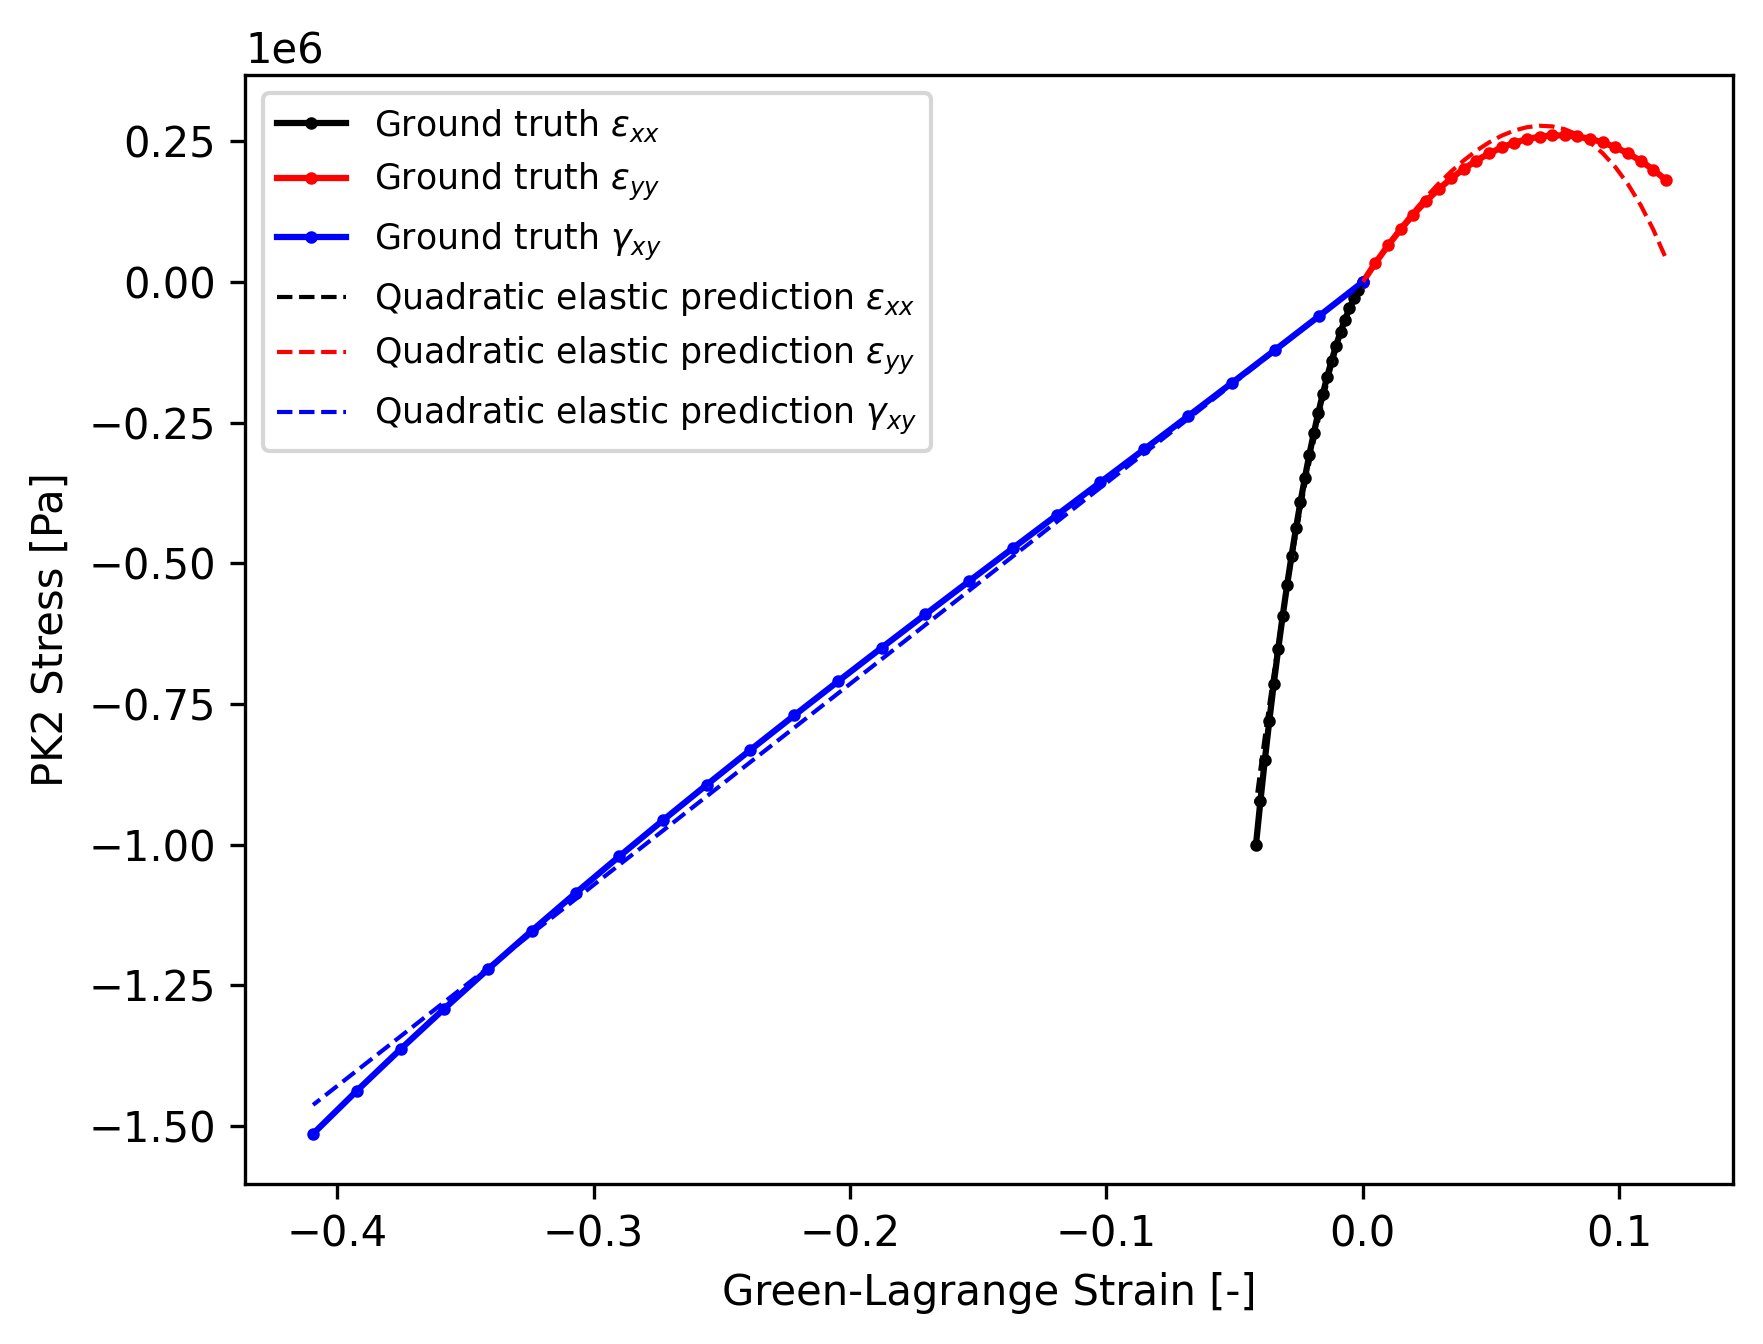 1e6
Ground truth εxx
Ground truth εyy
Ground truth γxy
Quadratic elastic prediction εxx
Quadratic elastic prediction εyy
Quadratic elastic prediction γxy
0.25
0.00
−0.25
−0.50
−0.75
−1.00
−1.25
−1.50
PK2 Stress [Pa]
−0.4 −0.3 −0.2 −0.1 0.0 0.1
Green-Lagrange Strain [-]